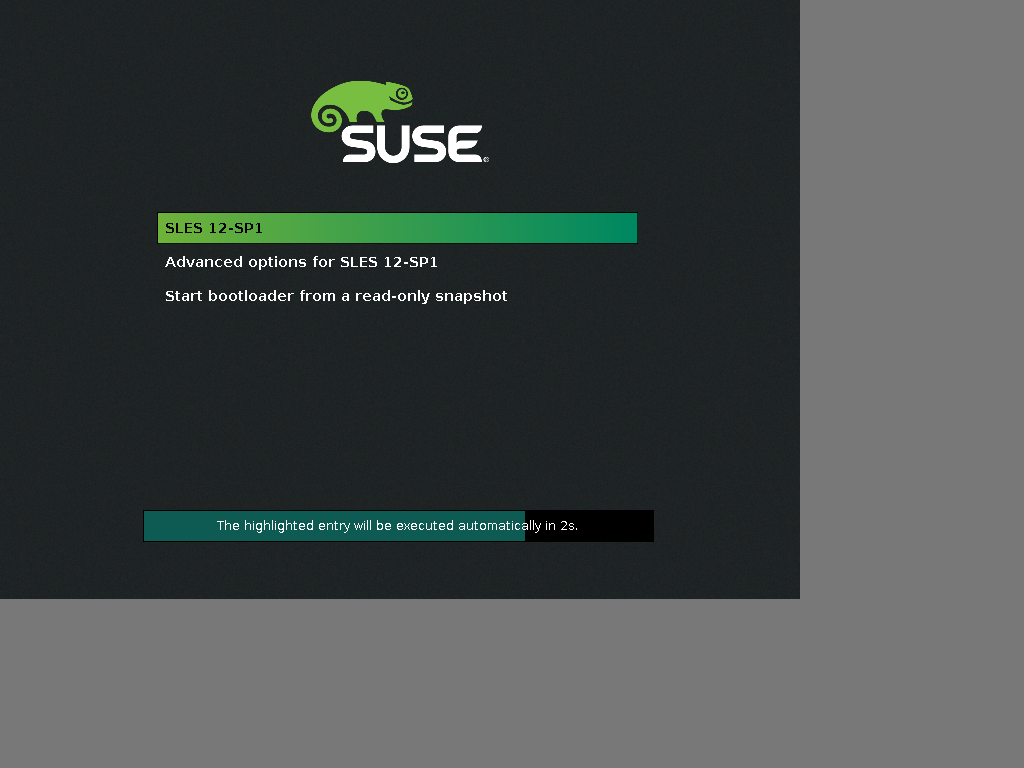 SUSE®
SLES 12-SP1
Advanced options for SLES 12-SP1
Start bootloader from a read-only snapshot
The highlighted entry will be executed automatically in 2s.